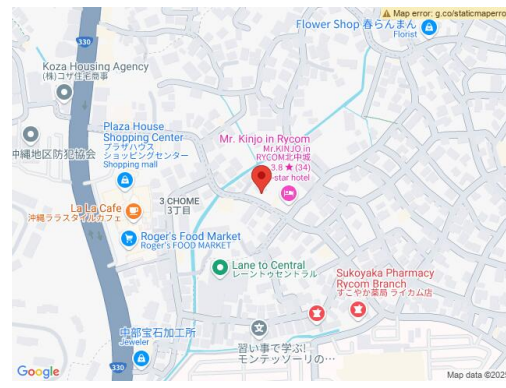 Map error: g.co/staticmaperro
Flower Shop 春らんまん
Florist
330
Koza Housing Agency
(株)コザ住宅商事
Plaza House
Shopping Center
プラザハウス
ショッピングセンター
Shopping mall
沖縄地区防犯協会
Mr. Kinjo in Rycom
Mr.KINJO in
RYCOM北中城
3.8 ★ (34)
-star hotel
3 CHOME
3丁目
La La Cafe
沖縄ララスタイルカフェ
Roger's Food Market
Roger's FOOD MARKET
Lane to Central
レーントゥセントラル
Sukoyaka Pharmacy
Rycom Branch
すこやか薬局 ライカム店
中部宝石加工所
Jeweler
習い事で学ぶ!
モンテッソーリの…
330
Google
Map data ©2025